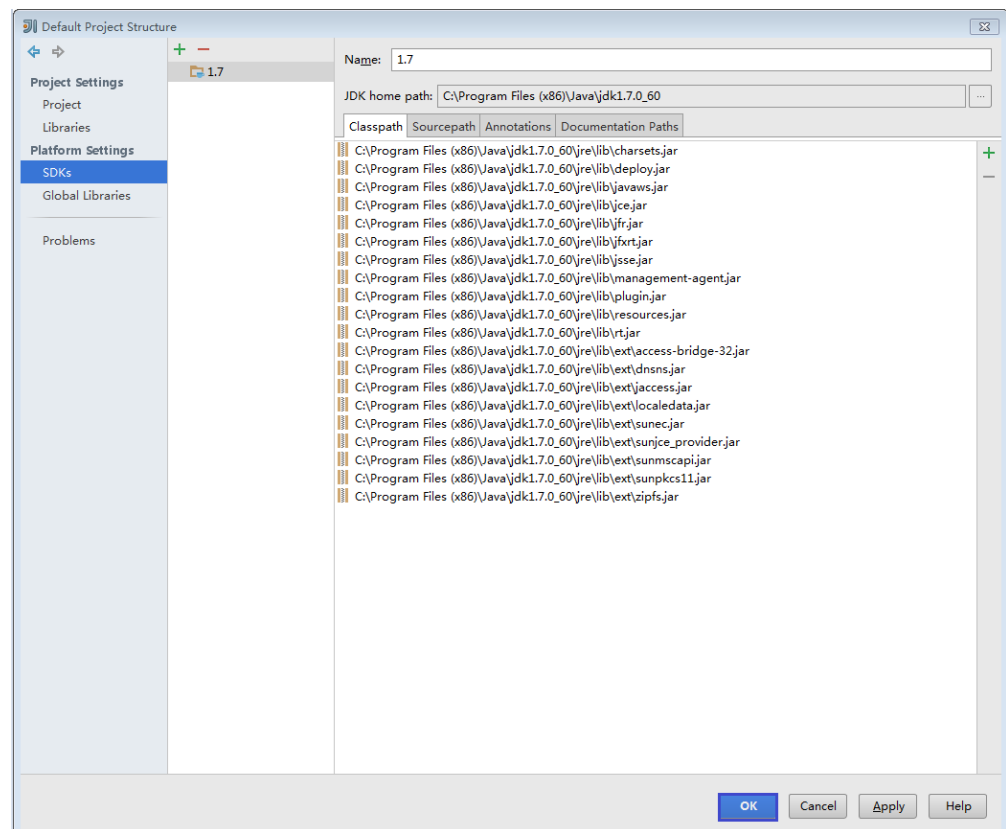 Default Project Structure
Project Settings
Project
Libraries
Platform Settings
SDKs
Global Libraries
Problems
1.7
Name: 1.7
JDK home path: C:\Program Files (x86)\Java\jdk1.7.0_60 ...
Classpath Sourcepath Annotations Documentation Paths
C:\Program Files (x86)\Java\jdk1.7.0_60\jre\lib\charsets.jar
C:\Program Files (x86)\Java\jdk1.7.0_60\jre\lib\deploy.jar
C:\Program Files (x86)\Java\jdk1.7.0_60\jre\lib\javaws.jar
C:\Program Files (x86)\Java\jdk1.7.0_60\jre\lib\jce.jar
C:\Program Files (x86)\Java\jdk1.7.0_60\jre\lib\jfr.jar
C:\Program Files (x86)\Java\jdk1.7.0_60\jre\lib\jfxrt.jar
C:\Program Files (x86)\Java\jdk1.7.0_60\jre\lib\jsse.jar
C:\Program Files (x86)\Java\jdk1.7.0_60\jre\lib\management-agent.jar
C:\Program Files (x86)\Java\jdk1.7.0_60\jre\lib\plugin.jar
C:\Program Files (x86)\Java\jdk1.7.0_60\jre\lib\resources.jar
C:\Program Files (x86)\Java\jdk1.7.0_60\jre\lib\rt.jar
C:\Program Files (x86)\Java\jdk1.7.0_60\jre\lib\ext\access-bridge-32.jar
C:\Program Files (x86)\Java\jdk1.7.0_60\jre\lib\ext\dnsns.jar
C:\Program Files (x86)\Java\jdk1.7.0_60\jre\lib\ext\jaccess.jar
C:\Program Files (x86)\Java\jdk1.7.0_60\jre\lib\ext\localedata.jar
C:\Program Files (x86)\Java\jdk1.7.0_60\jre\lib\ext\sunec.jar
C:\Program Files (x86)\Java\jdk1.7.0_60\jre\lib\ext\sunjce_provider.jar
C:\Program Files (x86)\Java\jdk1.7.0_60\jre\lib\ext\sunmscapi.jar
C:\Program Files (x86)\Java\jdk1.7.0_60\jre\lib\ext\sunpkcs11.jar
C:\Program Files (x86)\Java\jdk1.7.0_60\jre\lib\ext\zipfs.jar
OK Cancel Apply Help